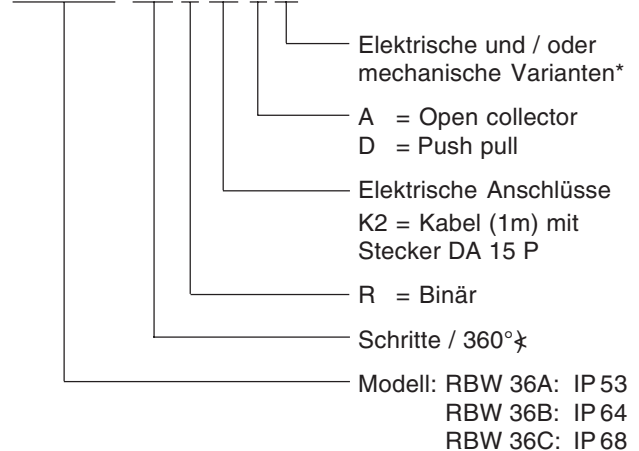 Elektrische und / oder
mechanische Varianten*
A = Open collector
D = Push pull
Elektrische Anschlüsse
K2 = Kabel (1m) mit
Stecker DA 15 P
R = Binär
Schritte / 360°∢
Modell: RBW 36A: IP 53
RBW 36B: IP 64
RBW 36C: IP 68